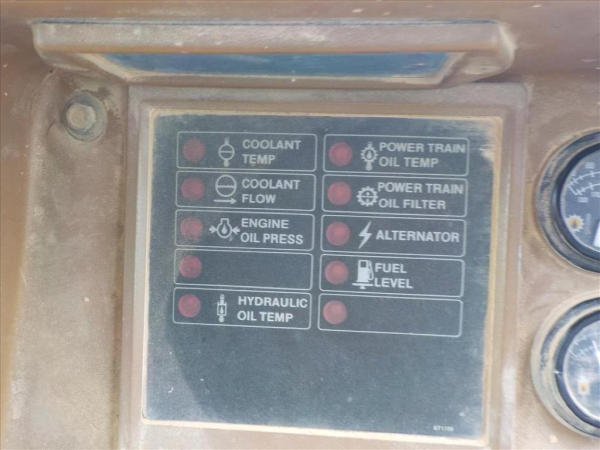 COOLANT
TEMP
POWER TRAIN
OIL TEMP
COOLANT
FLOW
POWER TRAIN
OIL FILTER
ENGINE
OIL PRESS
ALTERNATOR
FUEL
LEVEL
HYDRAULIC
OIL TEMP